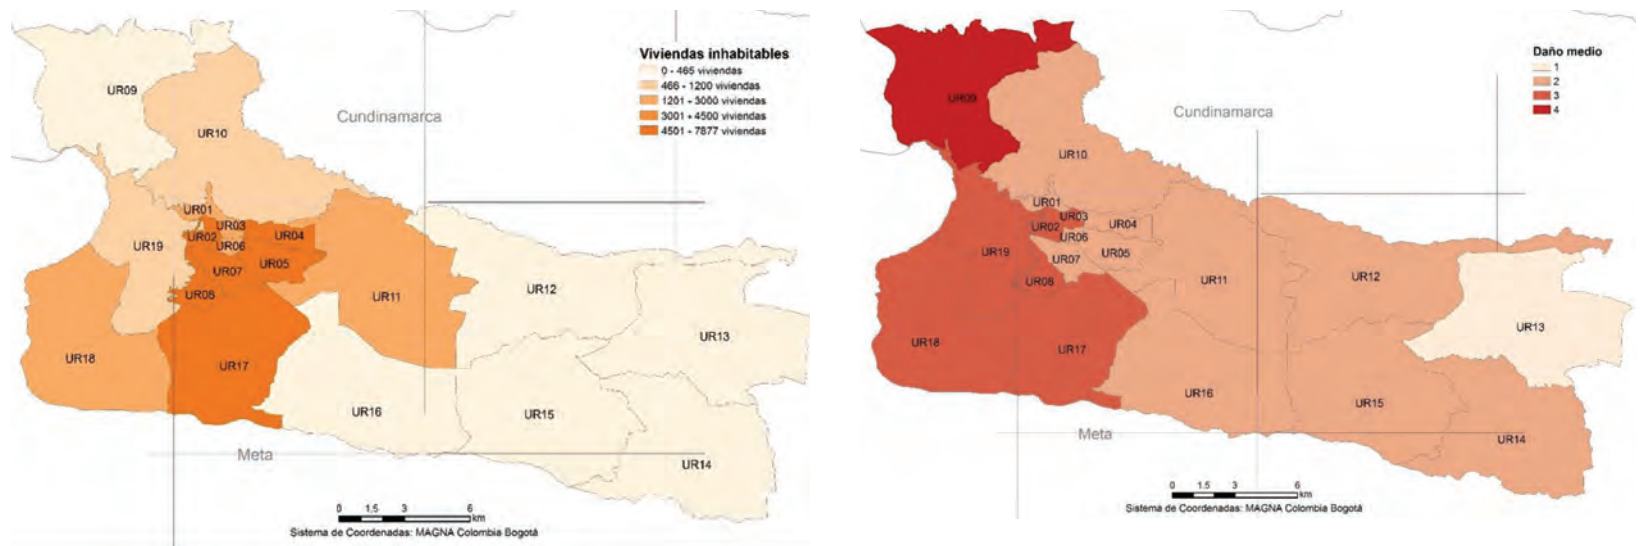 Viviendas inhabitables
0 - 465 viviendas
466 - 1200 viviendas
1201 - 3000 viviendas
3001 - 4500 viviendas
4501 - 7877 viviendas
Cundinamarca
UR09
UR10
UR01
UR03
UR02
UR04
UR06
UR19
UR07
UR05
UR08
UR11
UR12
UR13
UR18
UR17
UR16
UR15
UR14
Meta
0 1.5 3 6
km
Sistema de Coordenadas: MAGNA Colombia Bogotá
Daño medio
1
2
3
4
Cundinamarca
UR09
UR10
UR01
UR03
UR02
UR04
UR06
UR19
UR07
UR05
UR08
UR11
UR12
UR13
UR18
UR17
UR16
UR15
UR14
Meta
0 1.5 3 6
km
Sistema de Coordenadas: MAGNA Colombia Bogotá